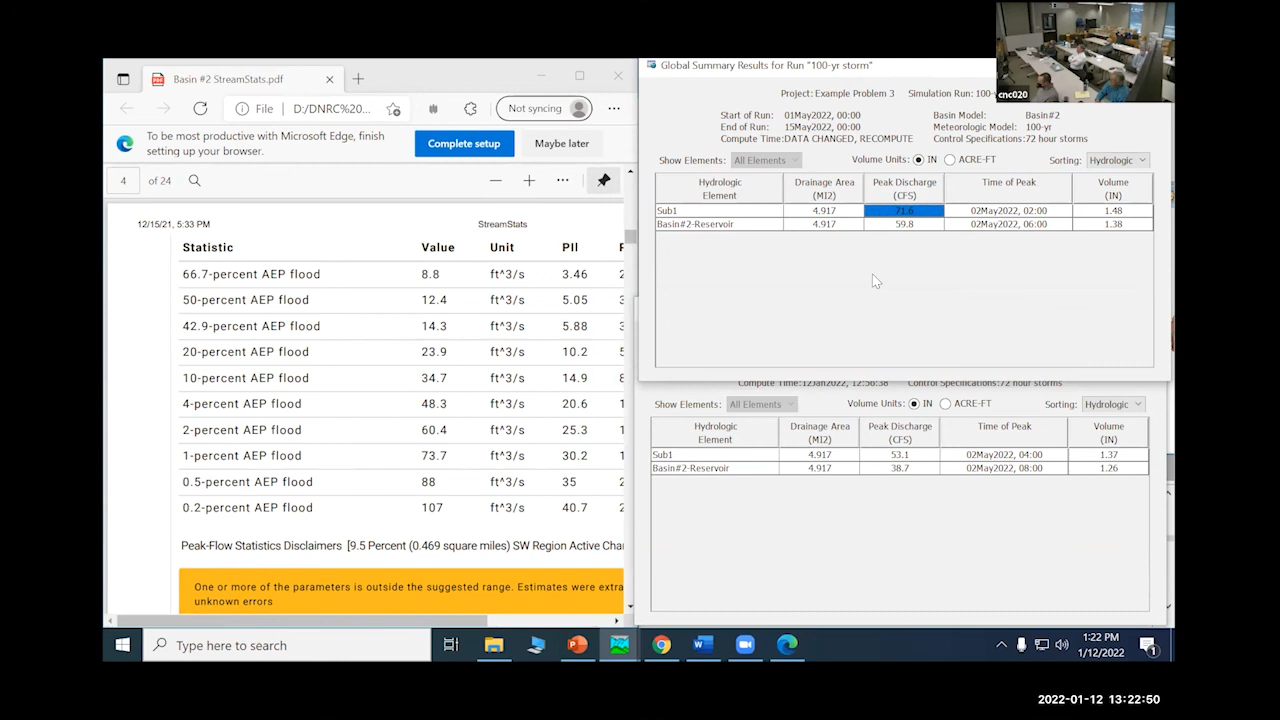 Basin #2 StreamStats.pdf
File
D:/DNRC%20...
Not syncing
To be most productive with Microsoft Edge, finish
setting up your browser.
Complete setup
Maybe later
4
of 24
12/15/21, 5:33 PM
StreamStats
Statistic Value Unit PIl
66.7-percent AEP flood 8.8 ft^3/s 3.46
50-percent AEP flood 12.4 ft^3/s 5.05
42.9-percent AEP flood 14.3 ft^3/s 5.88
20-percent AEP flood 23.9 ft^3/s 10.2
10-percent AEP flood 34.7 ft^3/s 14.9
4-percent AEP flood 48.3 ft^3/s 20.6
2-percent AEP flood 60.4 ft^3/s 25.3
1-percent AEP flood 73.7 ft^3/s 30.2
0.5-percent AEP flood 88 ft^3/s 35
0.2-percent AEP flood 107 ft^3/s 40.7
Peak-Flow Statistics Disclaimers [9.5 Percent (0.469 square miles) SW Region Active Chan
One or more of the parameters is outside the suggested range. Estimates were extra
unknown errors
Global Summary Results for Run "100-yr storm"
Project: Example Problem 3 Simulation Run: 100-
Start of Run: 01May2022, 00:00 Basin Model: Basin#2
End of Run: 15May2022, 00:00 Meteorologic Model: 100-yr
Compute Time:DATA CHANGED, RECOMPUTE Control Specifications:72 hour storms
Show Elements: All Elements Volume Units: IN ACRE-FT Sorting: Hydrologic
Hydrologic Drainage Area Peak Discharge Time of Peak Volume
Element (MI2) (CFS) (IN)
Sub1 4.917 71.6 02May2022, 02:00 1.48
Basin#2-Reservoir 4.917 59.8 02May2022, 06:00 1.38
Compute Time:12Jan2022, 12:56:38 Control Specifications:72 hour storms
Show Elements: All Elements Volume Units: IN ACRE-FT Sorting: Hydrologic
Hydrologic Drainage Area Peak Discharge Time of Peak Volume
Element (MI2) (CFS) (IN)
Sub1 4.917 53.1 02May2022, 04:00 1.37
Basin#2-Reservoir 4.917 38.7 02May2022, 08:00 1.26
cnc020
Type here to search
1:22 PM
1/12/2022
1
2022-01-12 13:22:50